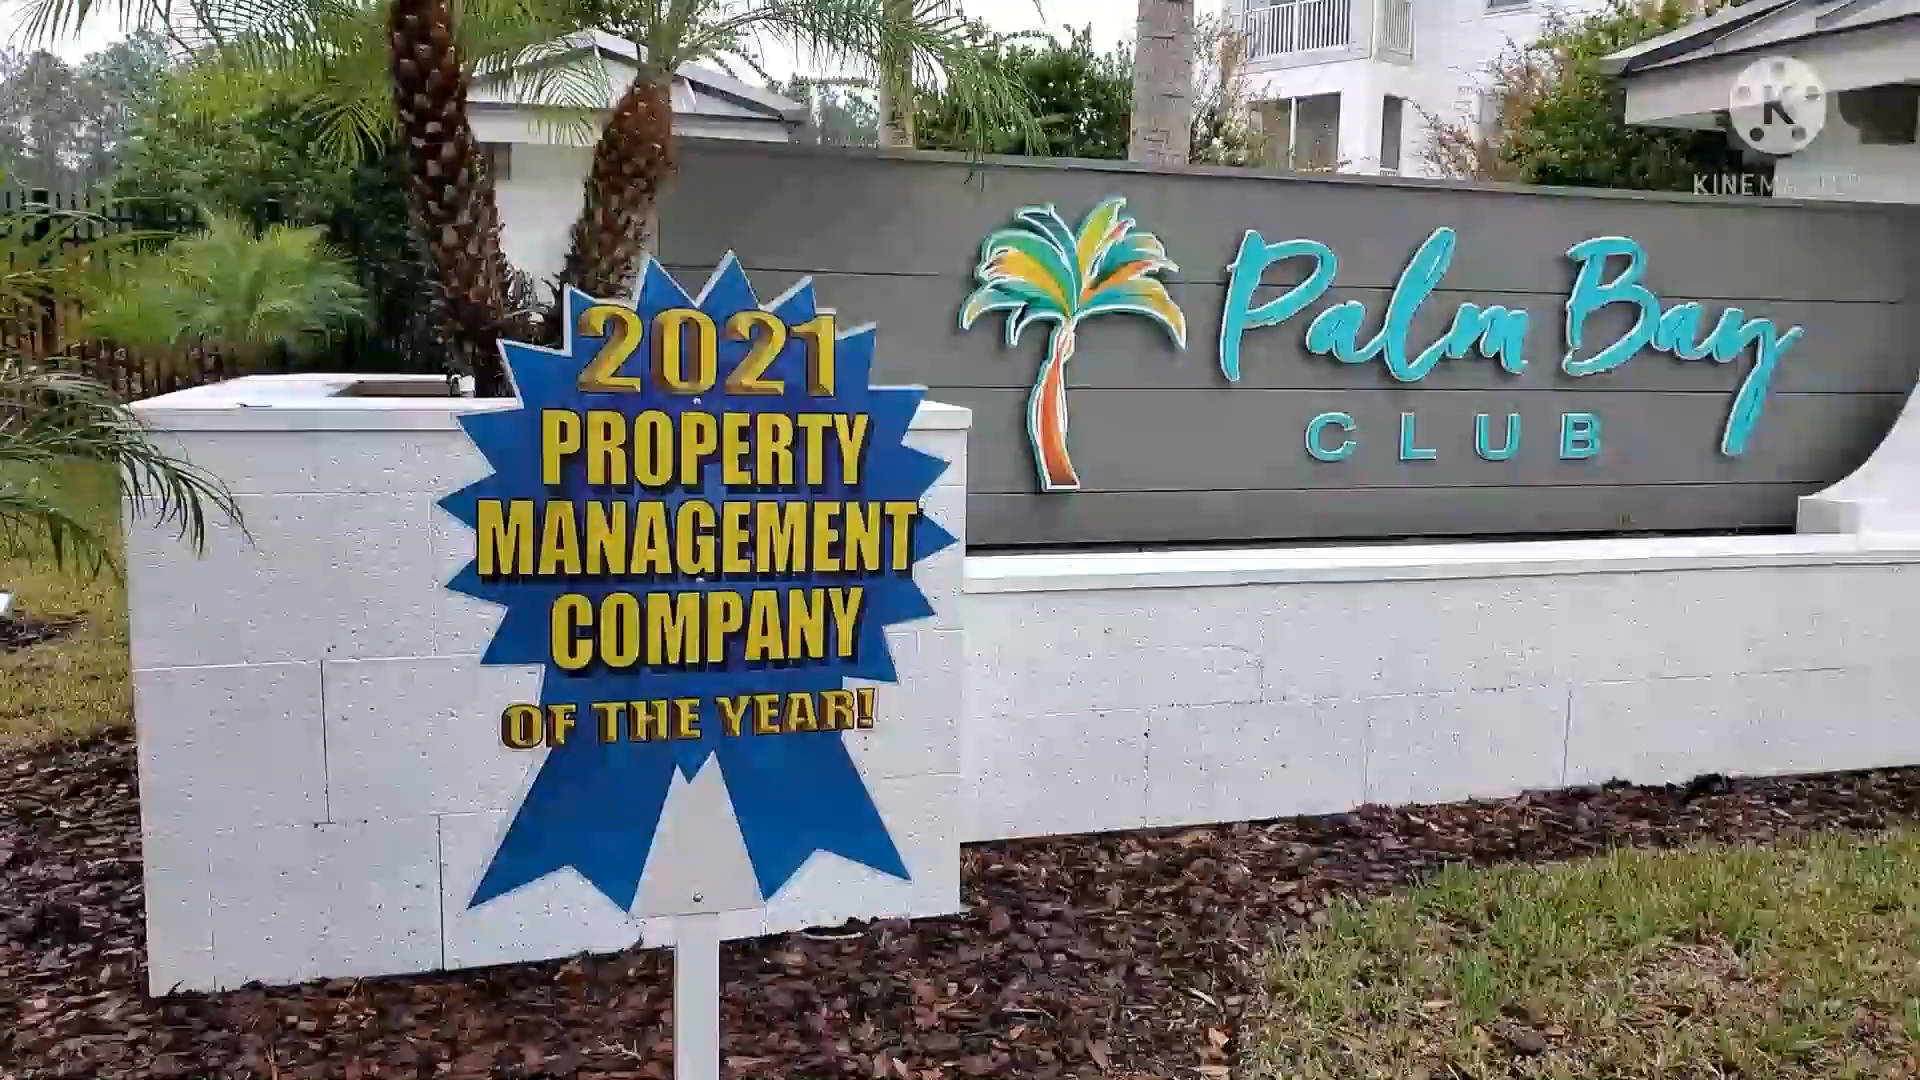 2021
PROPERTY
MANAGEMENT
COMPANY
OF THE YEAR!
Palm Bay
CLUB
K